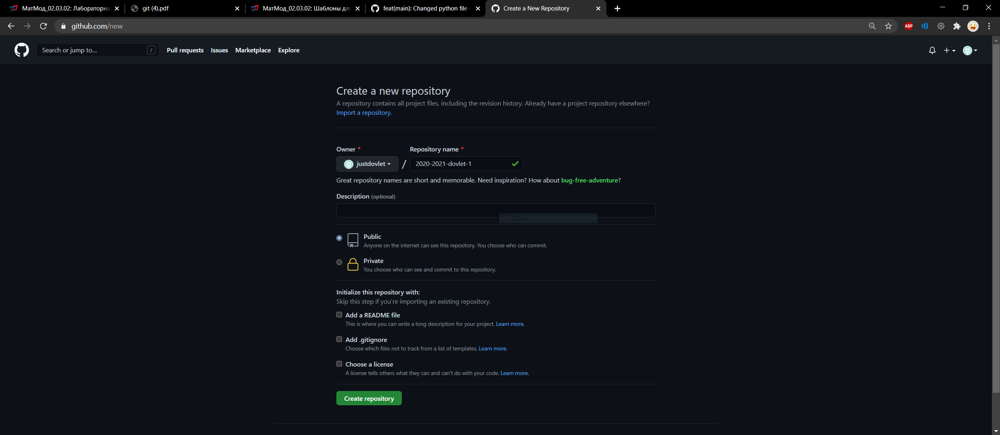 МатМод_02.03.02: Лабораторна
git (4).pdf
МатМод_02.03.02: Шаблоны для
feat(main): Changed python file ·
Create a New Repository
github.com/new
ABP
Search or jump to...
/
Pull requests
Issues
Marketplace
Explore
Create a new repository
A repository contains all project files, including the revision history. Already have a project repository elsewhere?
Import a repository.
Owner *
Repository name *
justdovlet
/
2020-2021-dovlet-1
Great repository names are short and memorable. Need inspiration? How about bug-free-adventure?
Description (optional)
Окно
Public
Anyone on the internet can see this repository. You choose who can commit.
Private
You choose who can see and commit to this repository.
Initialize this repository with:
Skip this step if you're importing an existing repository.
Add a README file
This is where you can write a long description for your project. Learn more.
Add .gitignore
Choose which files not to track from a list of templates. Learn more.
Choose a license
A license tells others what they can and can't do with your code. Learn more.
Create repository